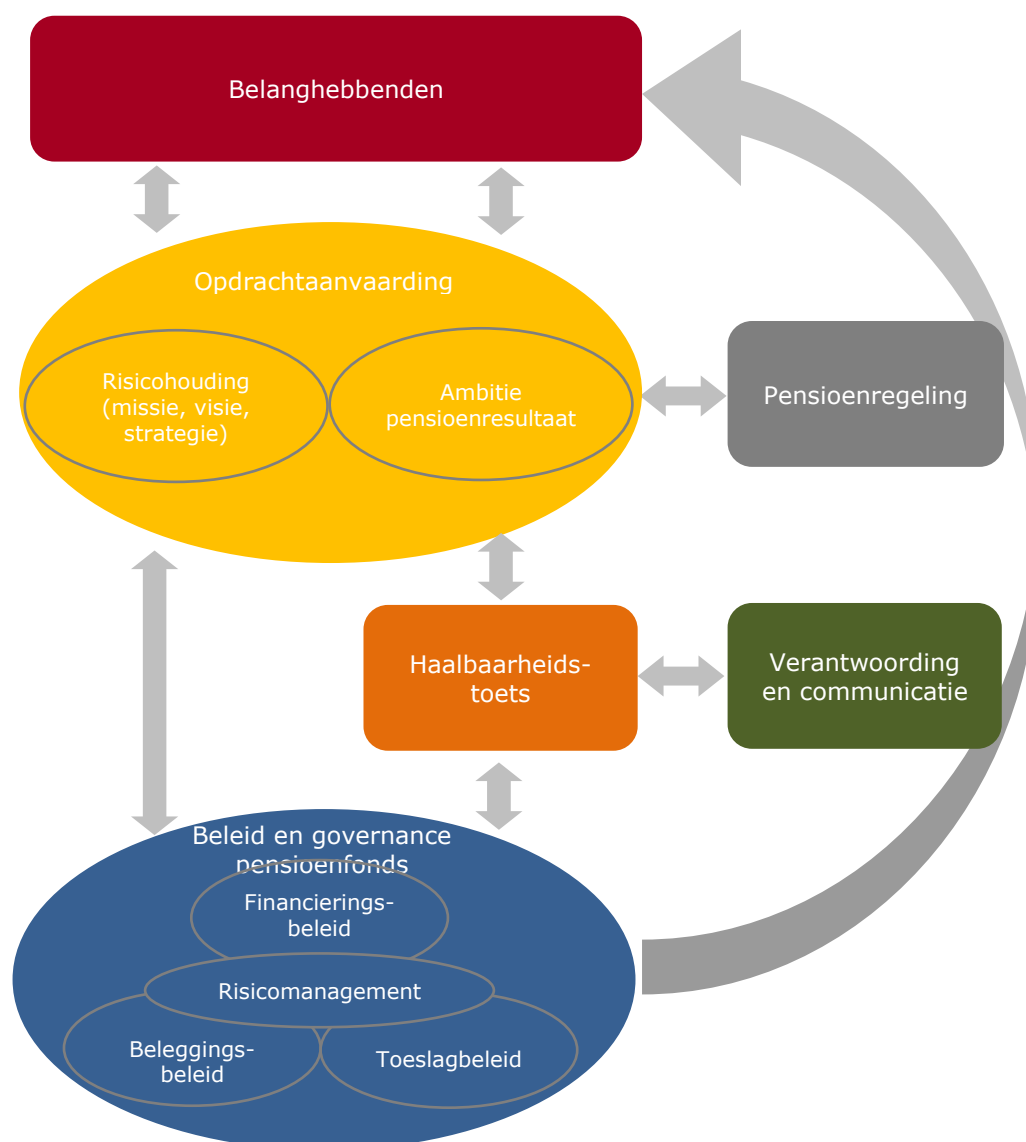 Belanghebbenden
Opdrachtaanvaarding
Risicohouding
(missie, visie,
strategie)
Ambitie
pensioenresultaat
Pensioenregeling
Haalbaarheids-
toets
Verantwoording
en communicatie
Beleid en governance
pensioenfonds
Financierings-
beleid
Risicomanagement
Beleggings-
beleid
Toeslagbeleid